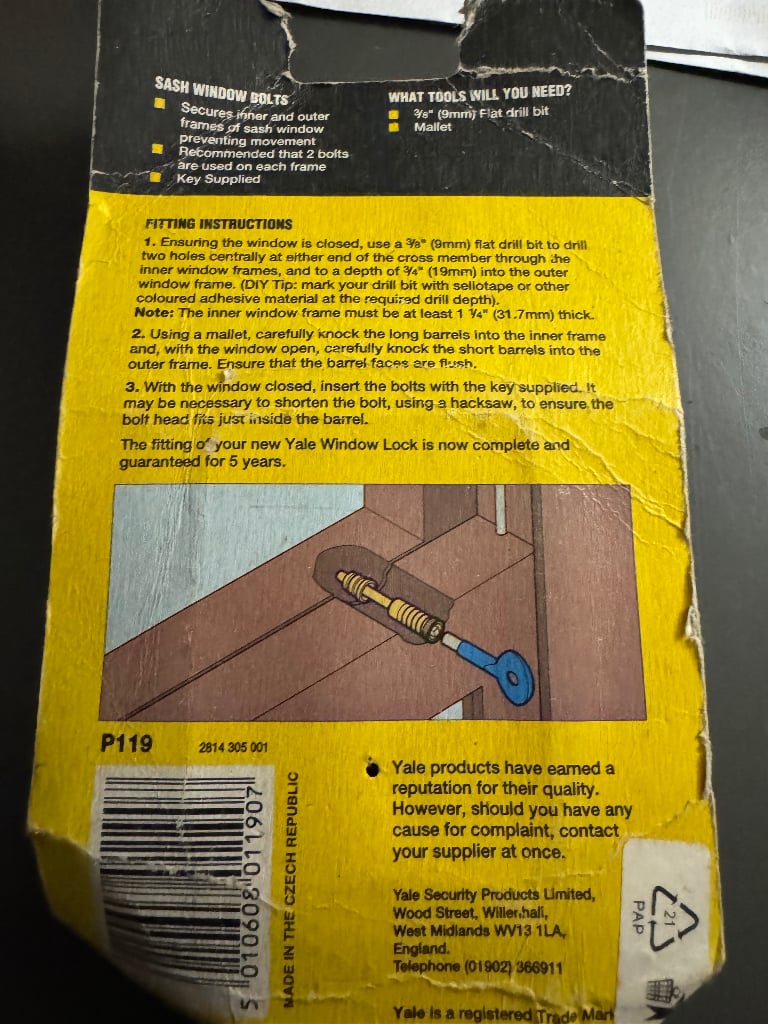 SASH WINDOW BOLTS
Secures inner and outer
frames of sash window
preventing movement
Recommended that 2 bolts
are used on each frame
Key Supplied
WHAT TOOLS WILL YOU NEED?
3/8" (9mm) Flat drill bit
Mallet
FITTING INSTRUCTIONS
1. Ensuring the window is closed, use a 3/8" (9mm) flat drill bit to drill
two holes centrally at either end of the cross member through the
inner window frames, and to a depth of 3/4" (19mm) into the outer
window frame. (DIY Tip: mark your drill bit with sellotape or other
coloured adhesive material at the required drill depth).
Note: The inner window frame must be at least 1 1/4" (31.7mm) thick.
2. Using a mallet, carefully knock the long barrels into the inner frame
and, with the window open, carefully knock the short barrels into the
outer frame. Ensure that the barrel faces are flush.
3. With the window closed, insert the bolts with the key supplied. It
may be necessary to shorten the bolt, using a hacksaw, to ensure the
bolt head fits just inside the barrel.
The fitting of your new Yale Window Lock is now complete and
guaranteed for 5 years.
P119
2814 305 001
5 010608 011907
MADE IN THE CZECH REPUBLIC
Yale products have earned a
reputation for their quality.
However, should you have any
cause for complaint, contact
your supplier at once.
Yale Security Products Limited,
Wood Street, Willenhall,
West Midlands WV13 1LA,
England.
Telephone (01902) 366911
Yale is a registered Trade Mark
21
PAP